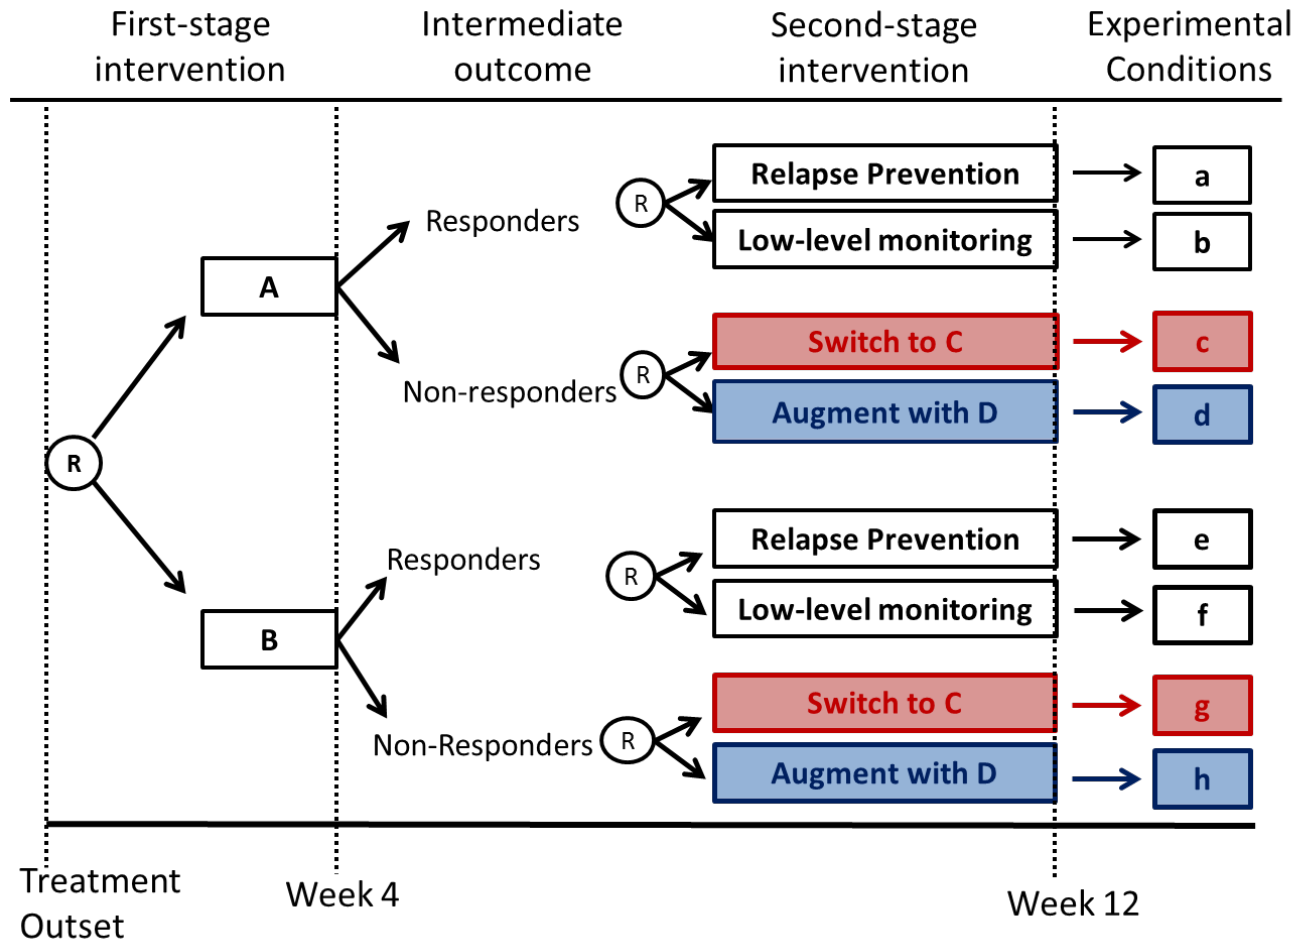 First-stage
intervention
Intermediate
outcome
Second-stage
intervention
Experimental
Conditions
R
A
Responders
R
Relapse Prevention
a
Low-level monitoring
b
Non-responders
R
Switch to C
c
Augment with D
d
B
Responders
R
Relapse Prevention
e
Low-level monitoring
f
Non-Responders
R
Switch to C
g
Augment with D
h
Treatment
Outset
Week 4
Week 12